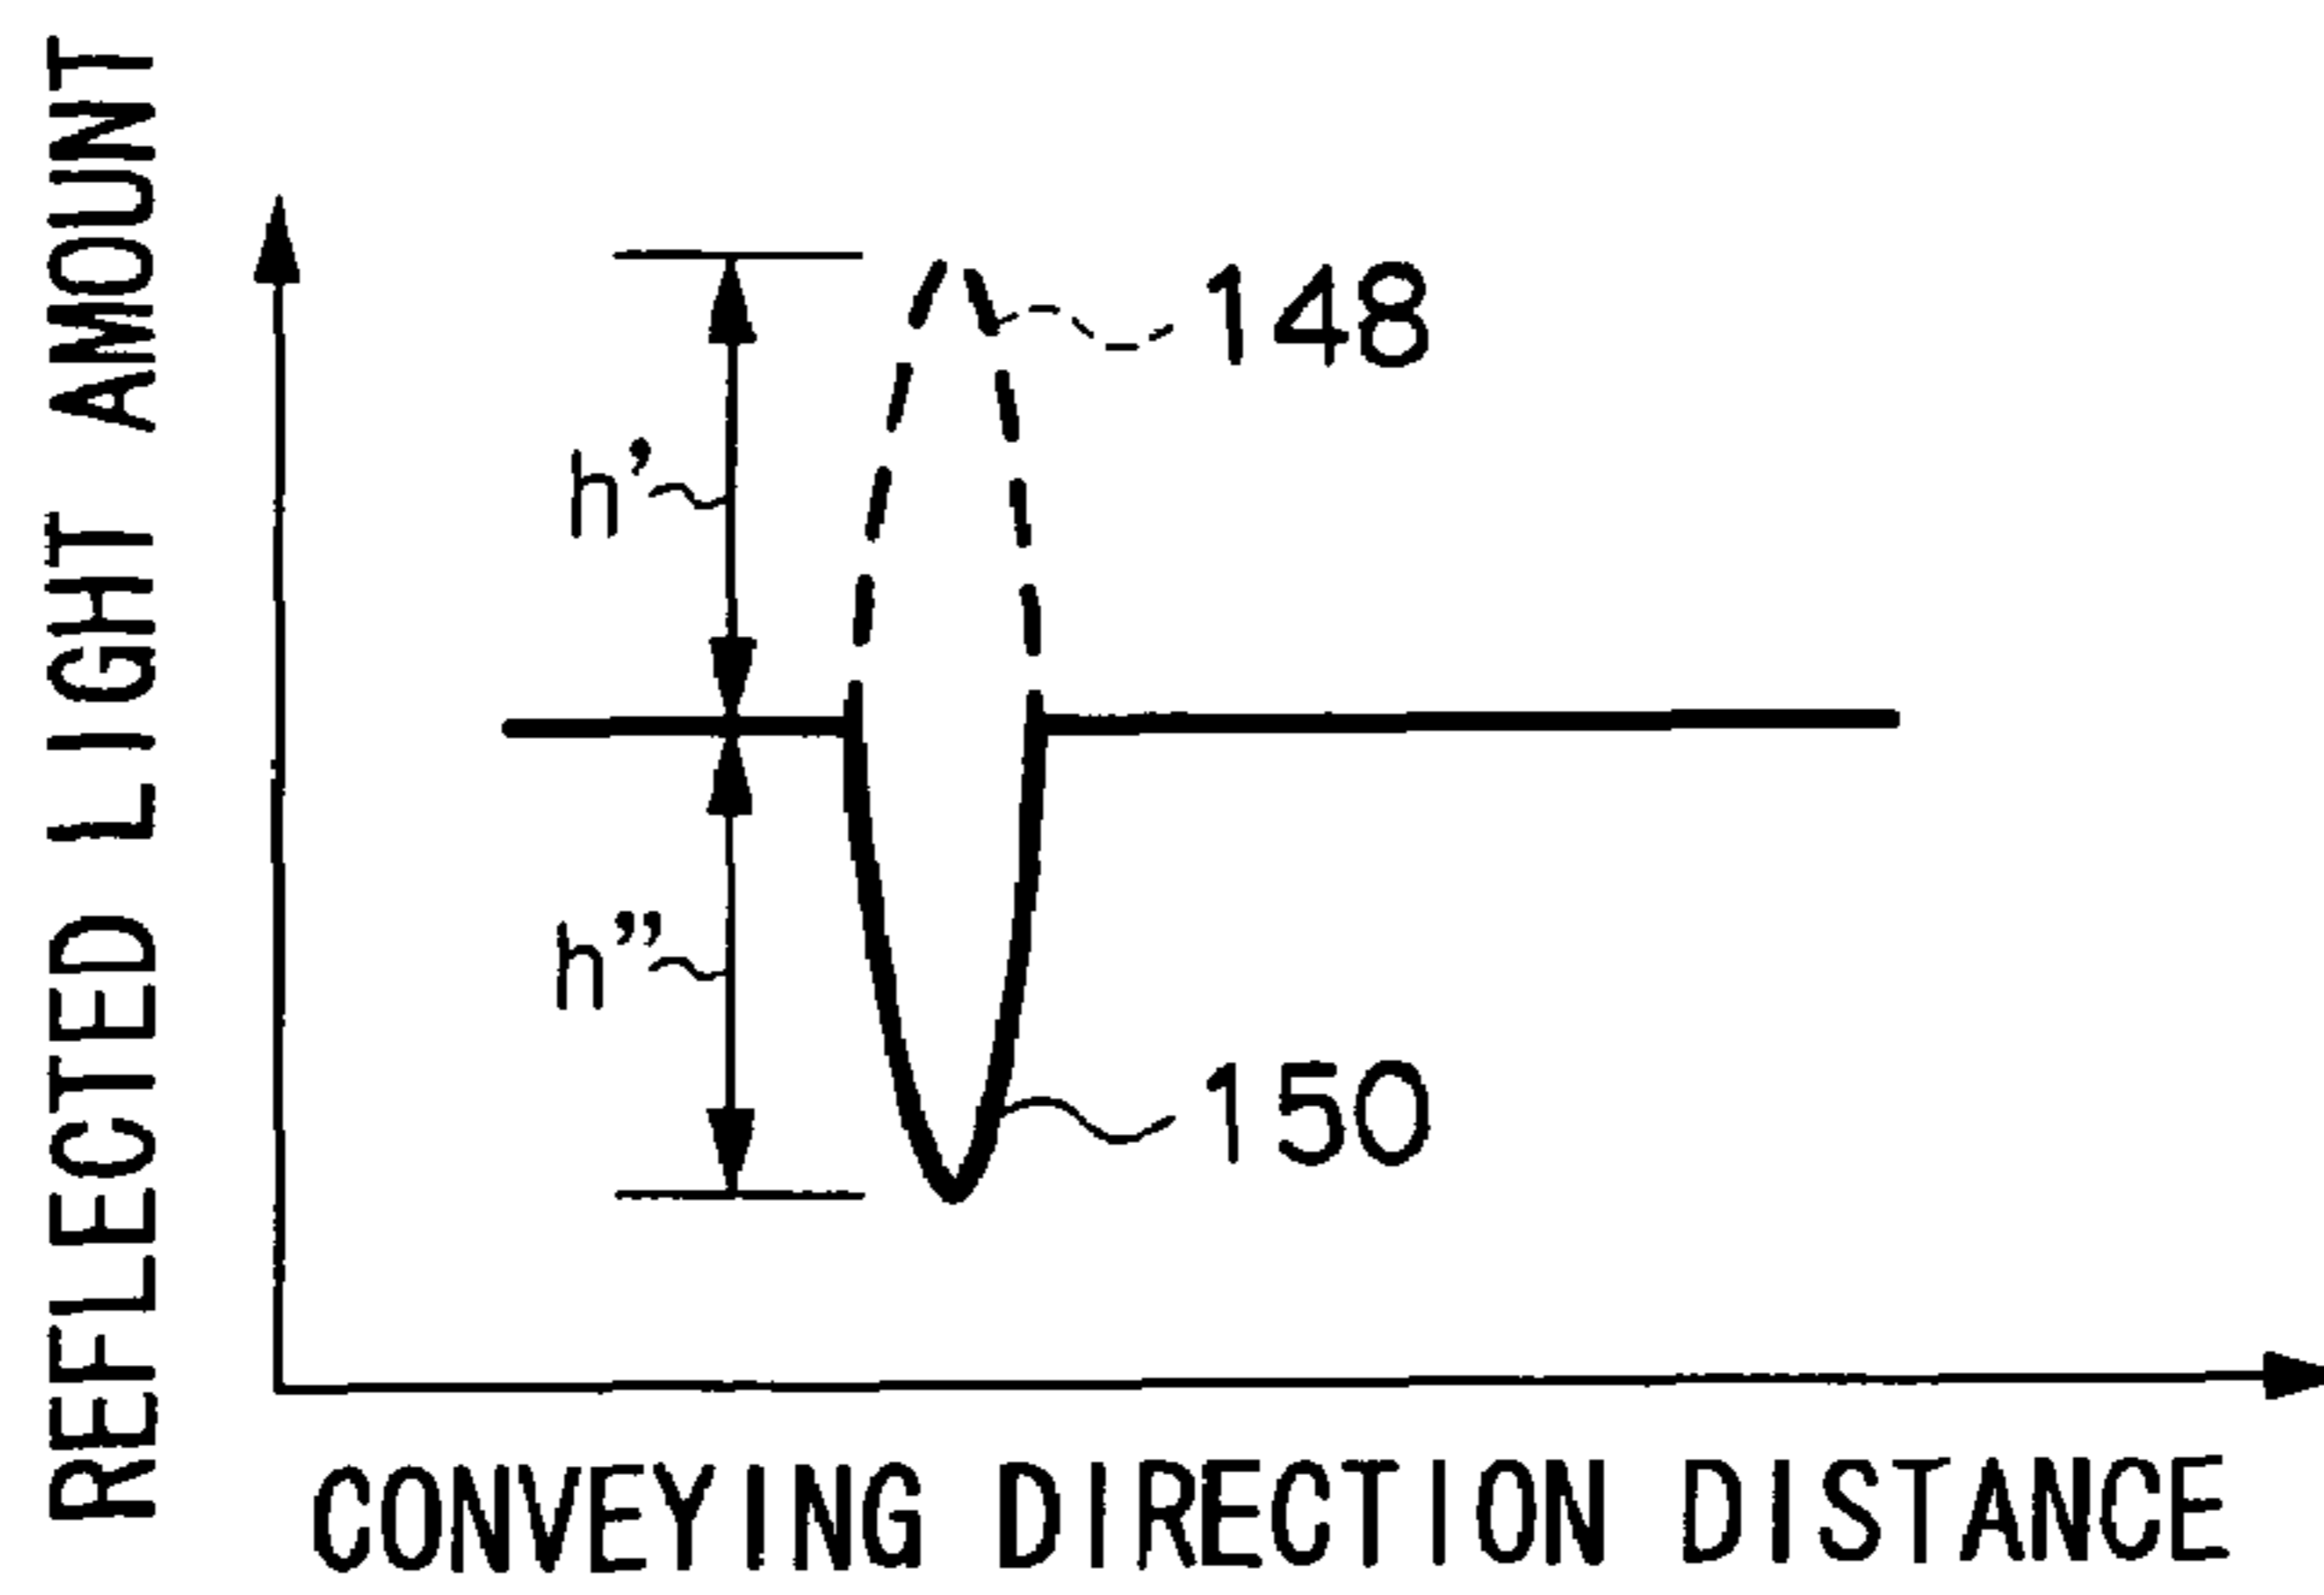 REFLECTED LIGHT AMOUNT
148
h'
h”
150
CONVEYING DIRECTION DISTANCE